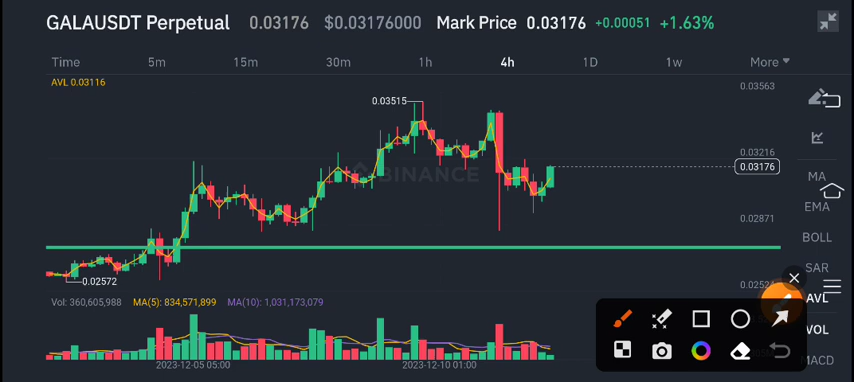 GALAUSDT Perpetual 0.03176 $0.03176000 Mark Price 0.03176 +0.00051 +1.63%
Time 5m 15m 30m 1h 4h 1D 1w More
AVL 0.03116
0.03563
0.03515
0.03216
0.03176
BINANCE
MA
EMA
0.02871
BOLL
SAR
0.02572
Vol: 360,605,988 MA(5): 834,571,899 MA(10): 1,031,173,079
AVL
VOL
MACD
2023-12-05 05:00 2023-12-10 01:00